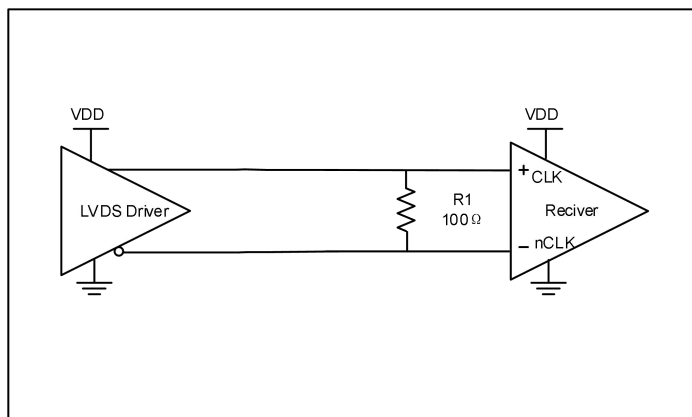 VDD
VDD
LVDS Driver
R1
100Ω
+ CLK
Reciver
− nCLK